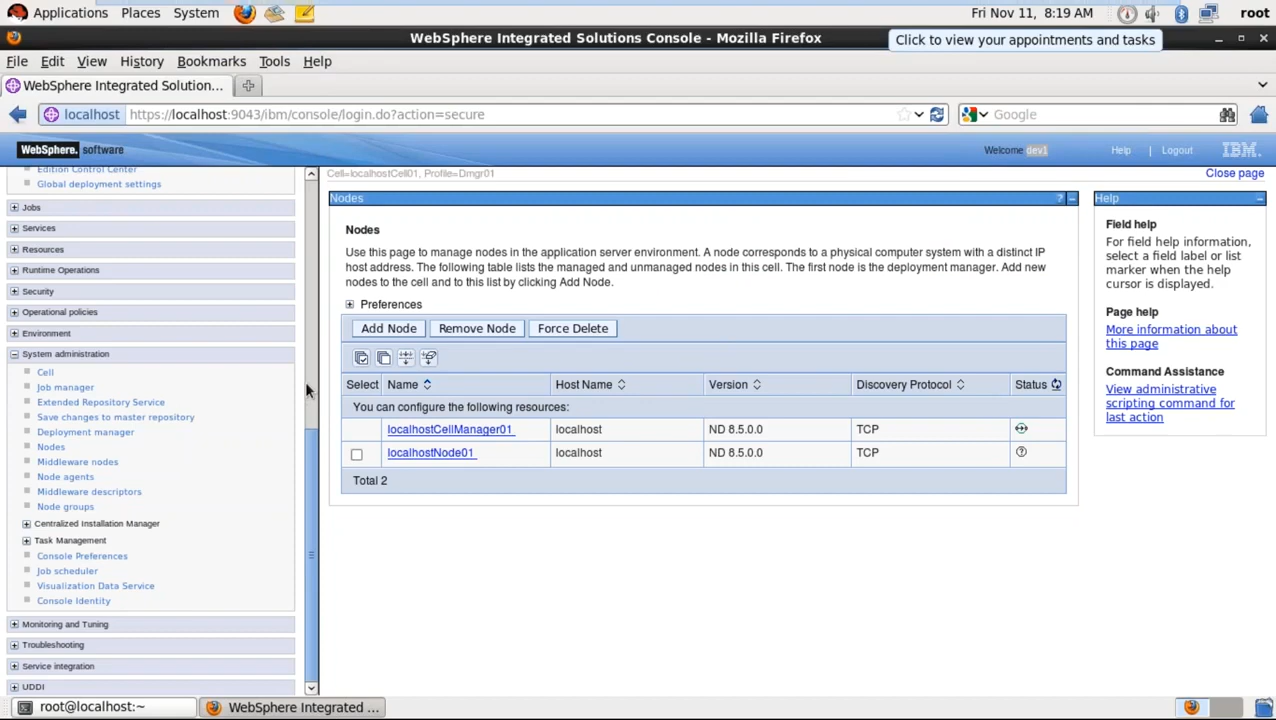 Applications Places System Fri Nov 11, 8:19 AM root
WebSphere Integrated Solutions Console - Mozilla Firefox
Click to view your appointments and tasks
File Edit View History Bookmarks Tools Help
WebSphere Integrated Solution...
localhost https://localhost:9043/ibm/console/login.do?action=secure Google
WebSphere. software Welcome dev1 Help | Logout IBM.
Edition Control Center
Global deployment settings
Jobs
Services
Resources
Runtime Operations
Security
Operational policies
Environment
System administration
Cell
Job manager
Extended Repository Service
Save changes to master repository
Deployment manager
Nodes
Middleware nodes
Node agents
Middleware descriptors
Node groups
Centralized Installation Manager
Task Management
Console Preferences
Job scheduler
Visualization Data Service
Console Identity
Monitoring and Tuning
Troubleshooting
Service integration
UDDI
Cell=localhostCell01, Profile=Dmgr01 Close page
Nodes ?
Nodes
Use this page to manage nodes in the application server environment. A node corresponds to a physical computer system with a distinct IP
host address. The following table lists the managed and unmanaged nodes in this cell. The first node is the deployment manager. Add new
nodes to the cell and to this list by clicking Add Node.
Preferences
Add Node Remove Node Force Delete
Select Name Host Name Version Discovery Protocol Status
You can configure the following resources:
localhostCellManager01 localhost ND 8.5.0.0 TCP
localhostNode01 localhost ND 8.5.0.0 TCP
Total 2
Help
Field help
For field help information,
select a field label or list
marker when the help
cursor is displayed.
Page help
More information about
this page
Command Assistance
View administrative
scripting command for
last action
root@localhost:~ WebSphere Integrated ...